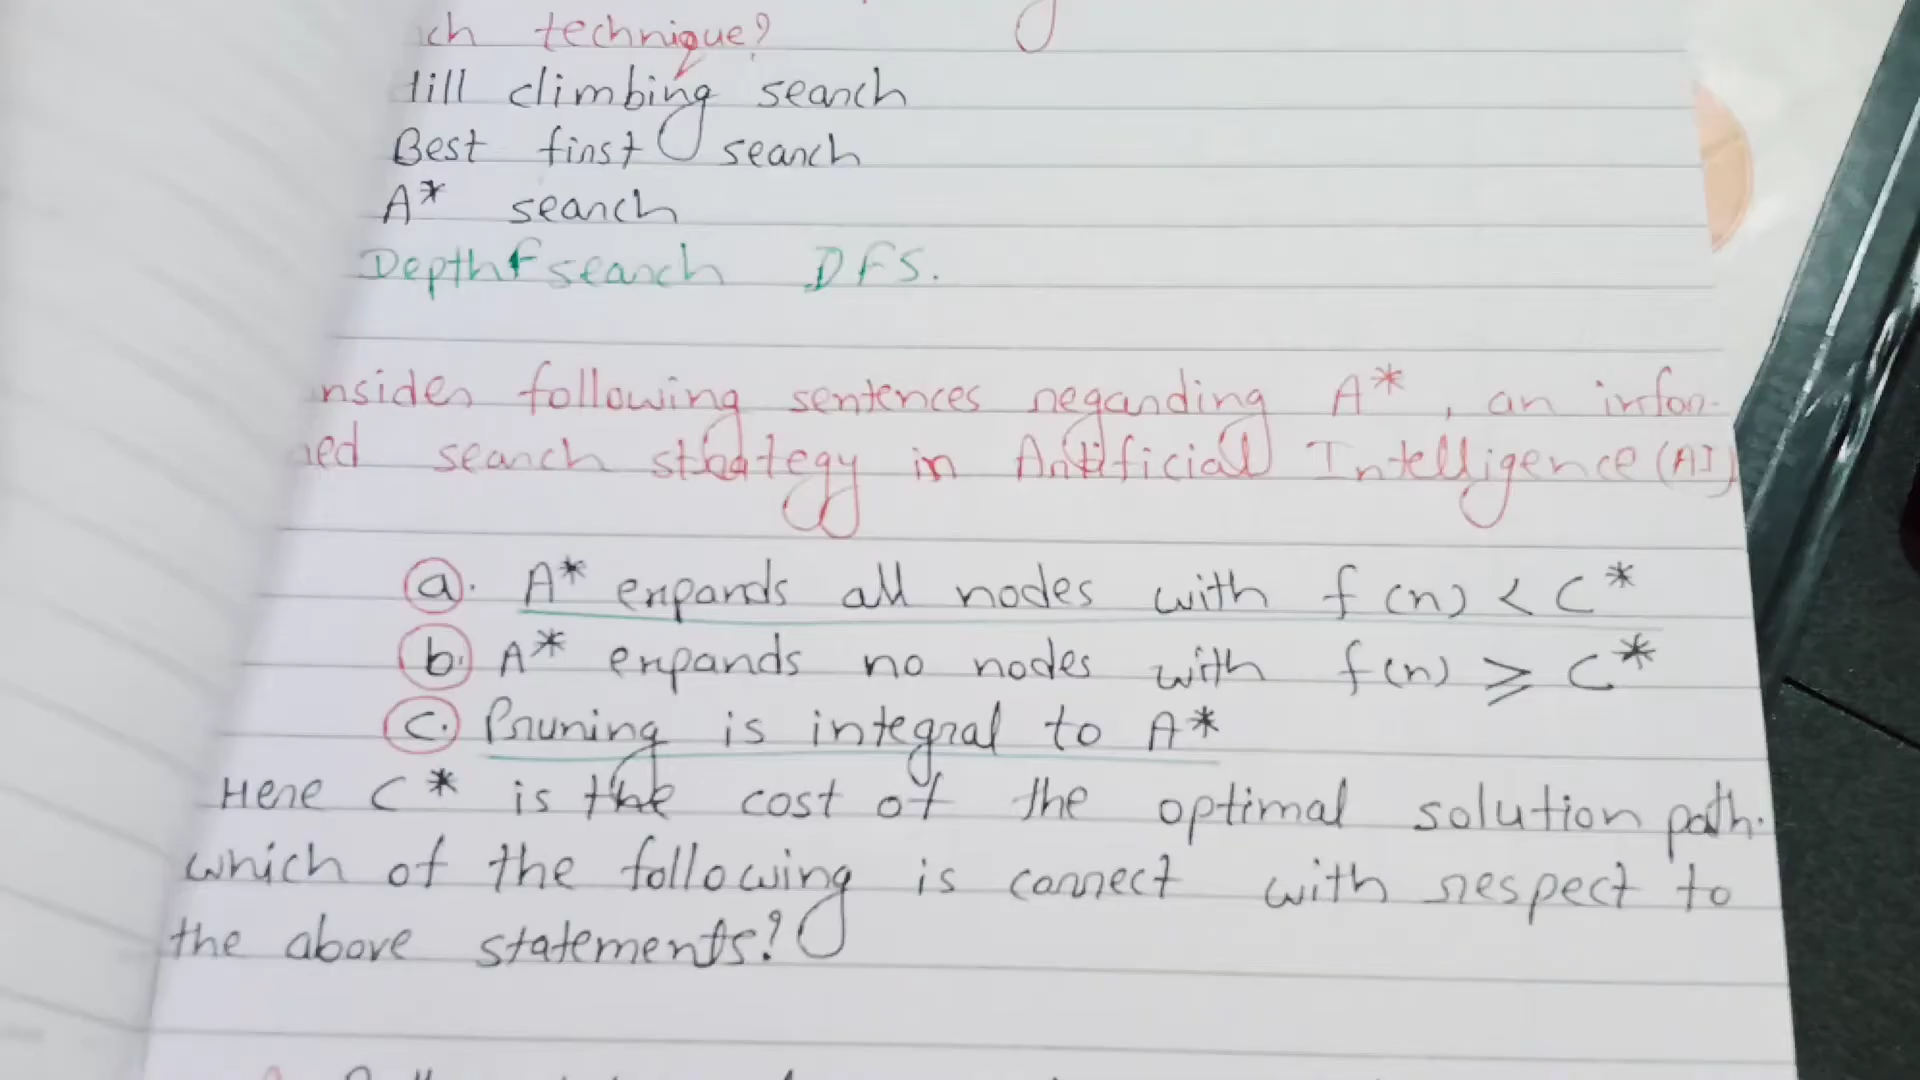 ch technique?
Hill climbing search
Best first search
A* search
Depth F search DFS.
nsider following sentences regarding A*, an infor-
ed search strategy in Artificial Intelligence (AI)
a. A* expands all nodes with f(n) < C*
b. A* expands no nodes with f(n) ≥ C*
c. Pruning is integral to A*
Here C* is the cost of the optimal solution path.
which of the following is correct with respect to
the above statements?